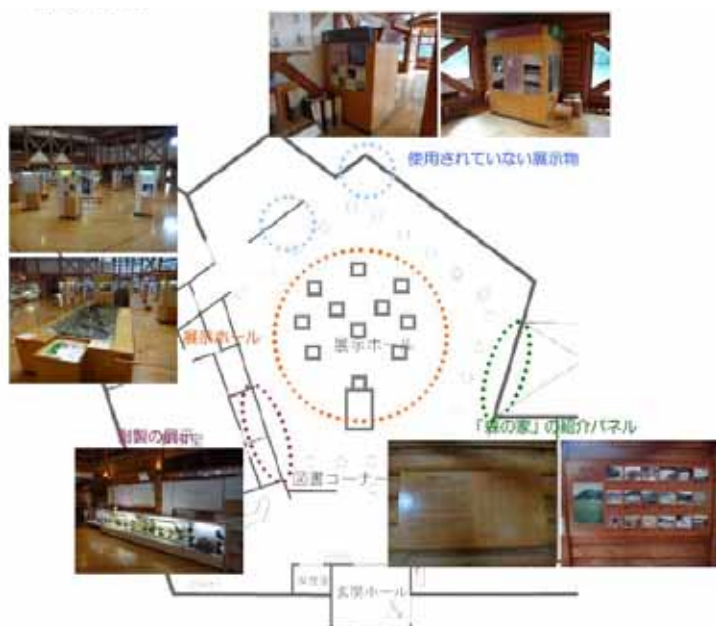 使用されていない展示物
展示ホール
展示ホール
剥製の展示
「森の家」の紹介パネル
図書コーナー
玄関ホール